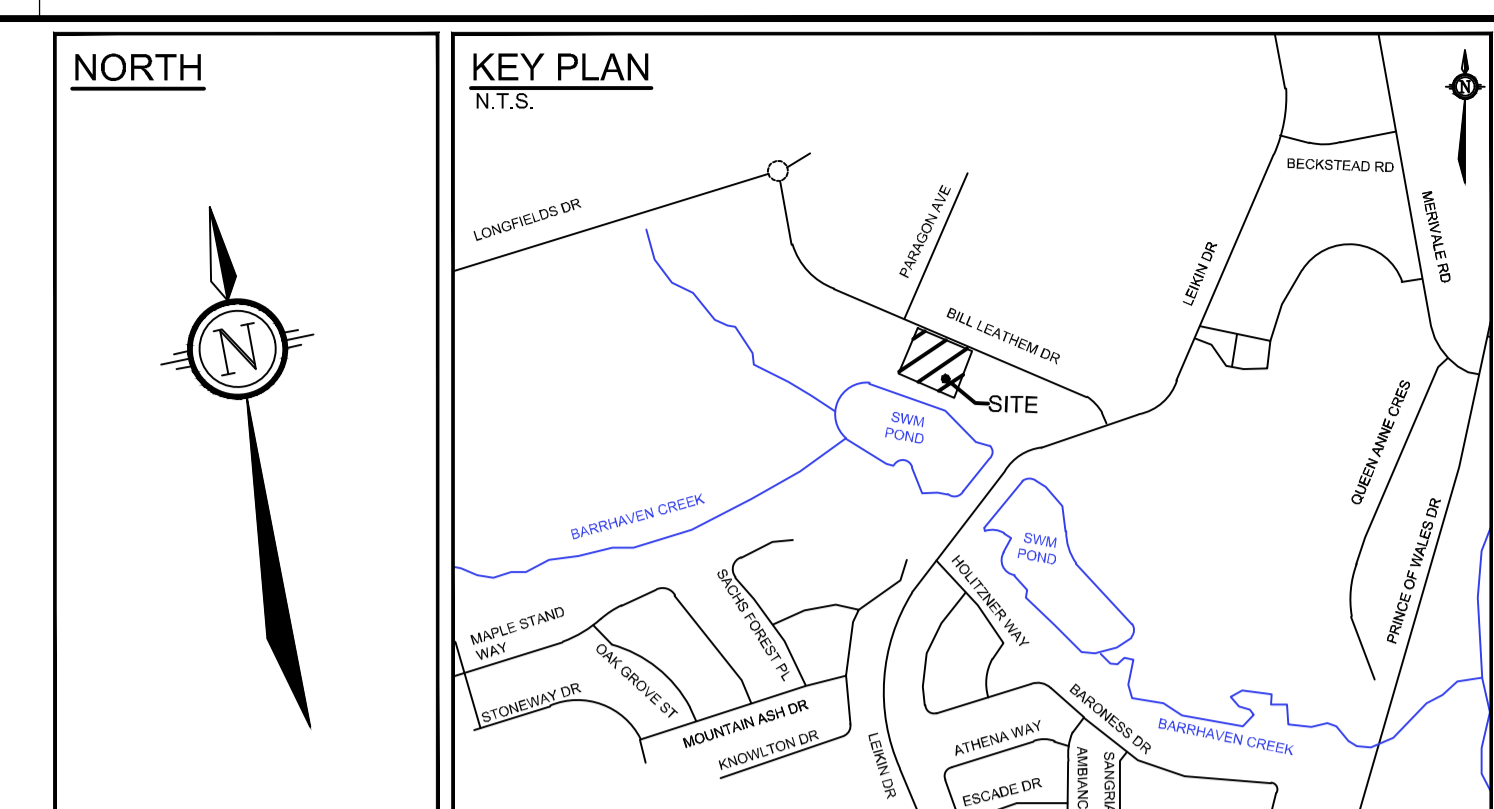 NORTH
N
KEY PLAN
N.T.S.
N
BECKSTEAD RD
LONGFIELDS DR
PARAGON AVE
MERIVALE RD
LEIKIN DR
BILL LEATHEM DR
SITE
SWM
POND
QUEEN ANNE CRES
BARRHAVEN CREEK
SWM
POND
PRINCE OF WALES DR
HOLITZNER WAY
SACHS FOREST PL
MAPLE STAND
WAY
OAK GROVE ST
STONEWAY DR
MOUNTAIN ASH DR
KNOWLTON DR
LEIKIN DR
BARONESS DR
ATHENA WAY
BARRHAVEN CREEK
ESCADE DR
AMBIANC
SANGRIA